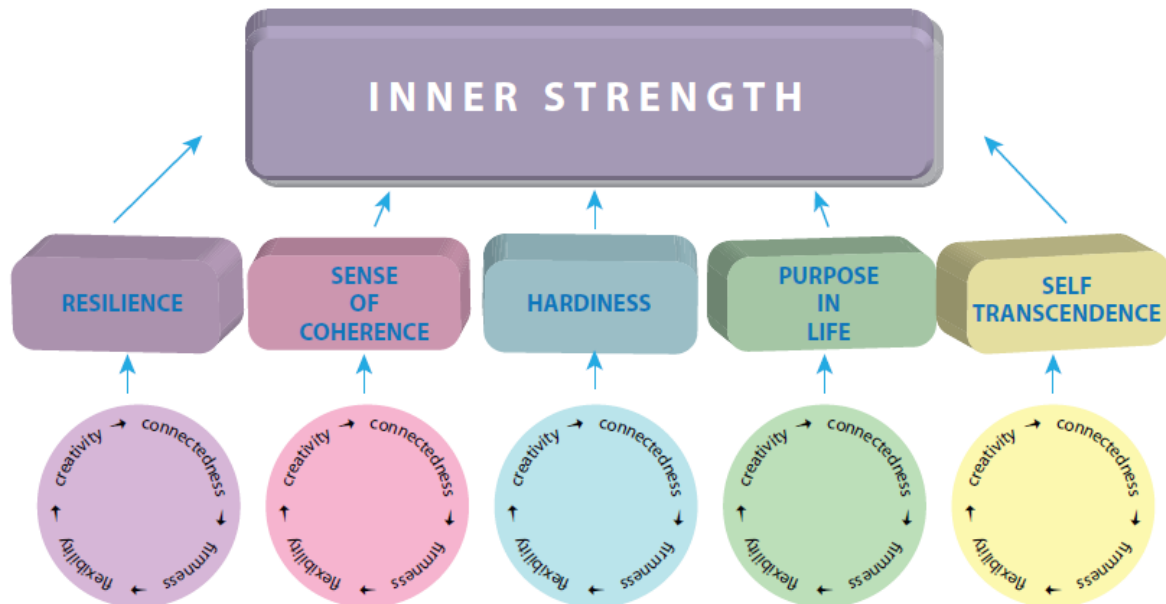 INNER STRENGTH
RESILIENCE
SENSE
OF
COHERENCE
HARDINESS
PURPOSE
IN
LIFE
SELF
TRANSCENDENCE
creativity → connectedness → firmness → flexibility →
creativity → connectedness → firmness → flexibility →
creativity → connectedness → firmness → flexibility →
creativity → connectedness → firmness → flexibility →
creativity → connectedness → firmness → flexibility →